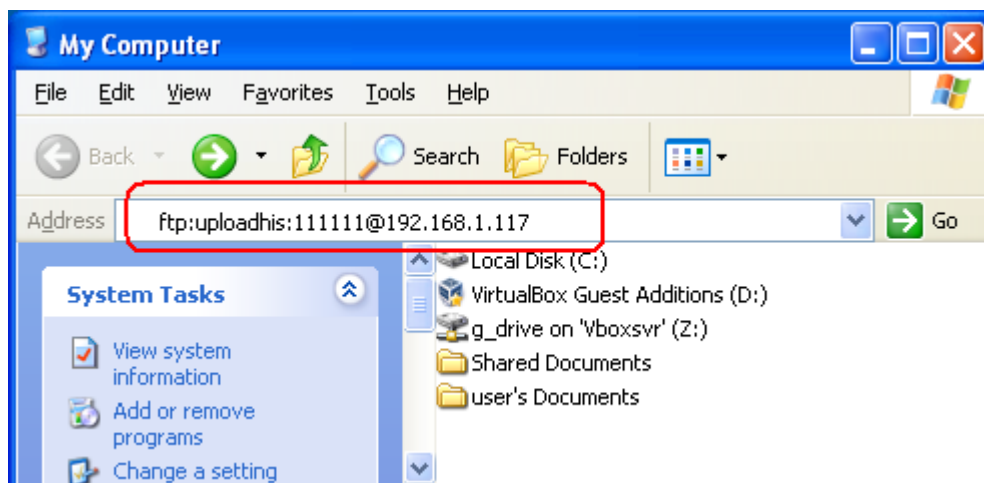 My Computer
File Edit View Favorites Tools Help
Back Search Folders
Address ftp:uploadhis:111111@192.168.1.117 Go
Local Disk (C:)
VirtualBox Guest Additions (D:)
g_drive on 'Vboxsvr' (Z:)
Shared Documents
user's Documents
System Tasks
View system
information
Add or remove
programs
Change a setting